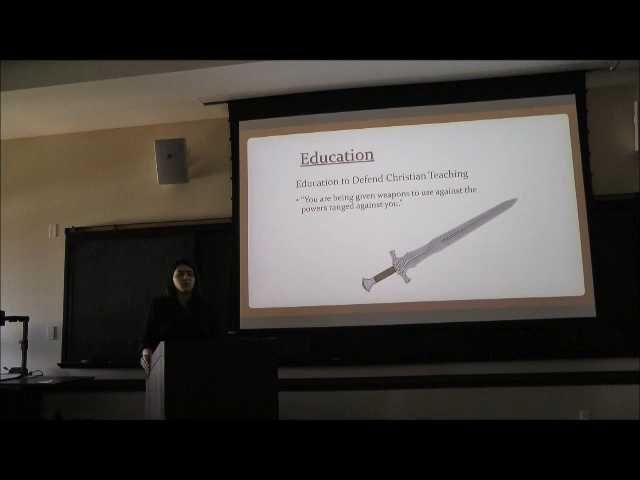 Education
Education to Defend Christian Teaching
• "You are being given weapons to use against the
powers ranged against you."